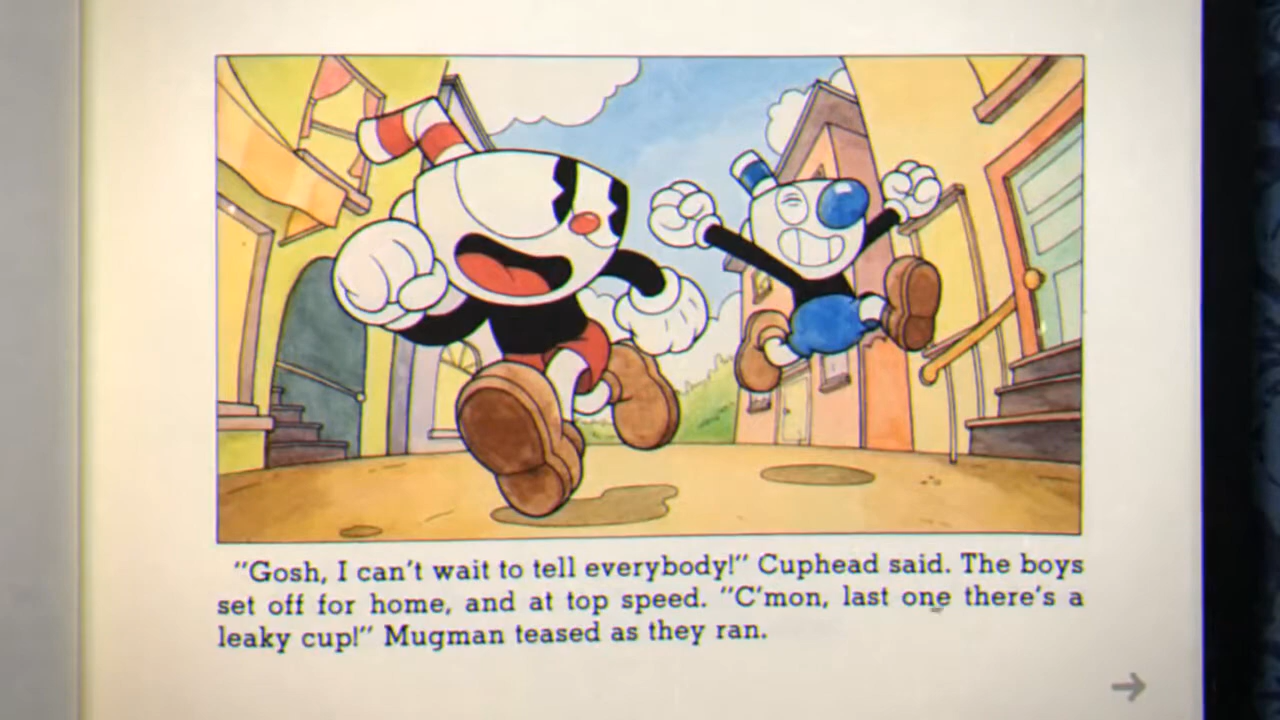 "Gosh, I can't wait to tell everybody!" Cuphead said. The boys
set off for home, and at top speed. "C'mon, last one there's a
leaky cup!" Mugman teased as they ran.